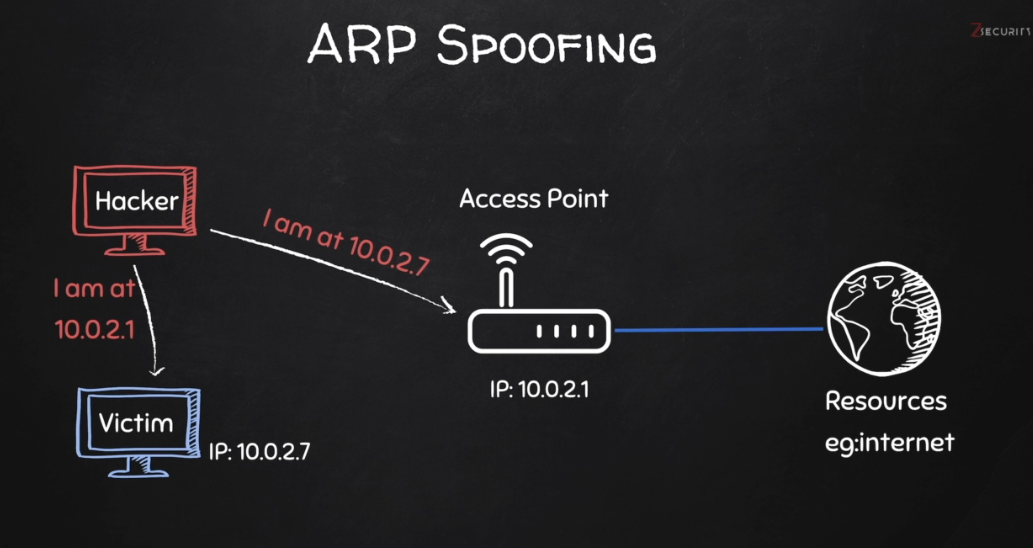 ARP SPOOFING
ZSECURITY
Hacker
I am at 10.0.2.7
Access Point
I am at
10.0.2.1
Victim
IP: 10.0.2.7
IP: 10.0.2.1
Resources
eg:internet